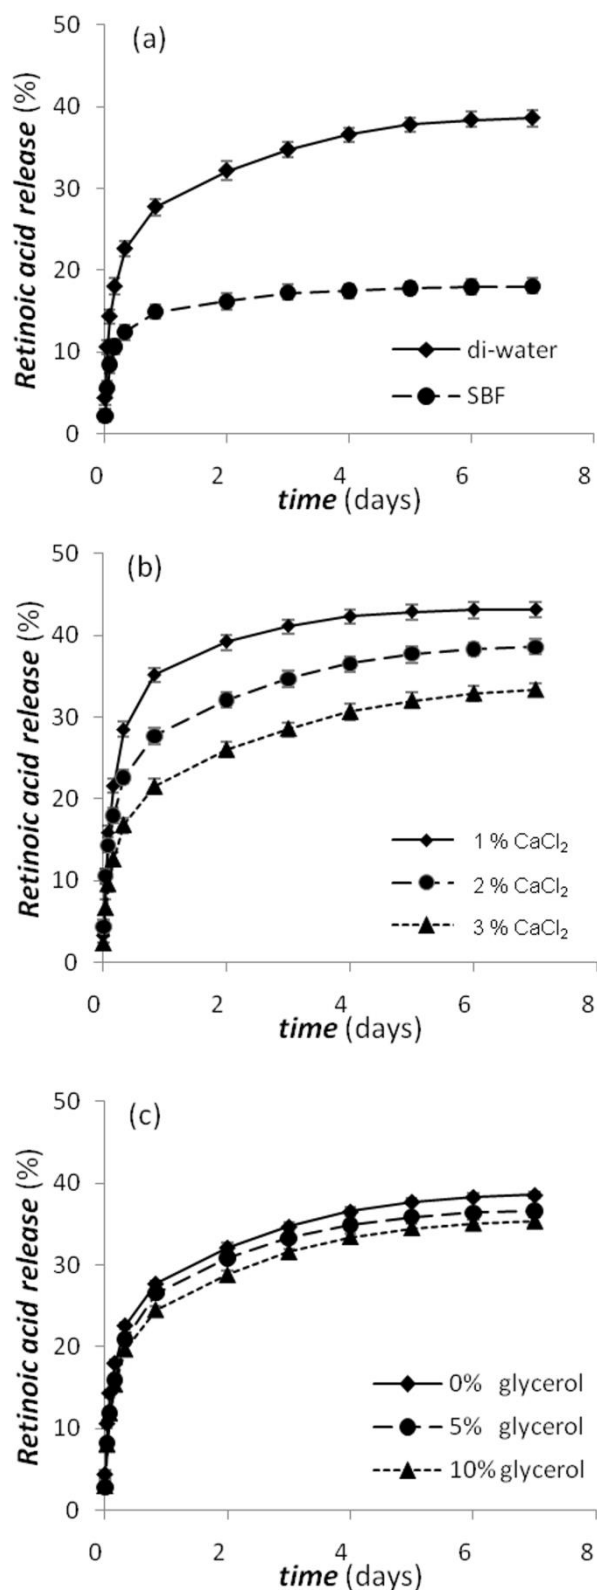 (a)
Retinoic acid release (%)
50
40
30
20
10
0
di-water
SBF
0 2 4 6 8
time (days)
(b)
Retinoic acid release (%)
50
40
30
20
10
0
1 % CaCl₂
2 % CaCl₂
3 % CaCl₂
0 2 4 6 8
time (days)
(c)
Retinoic acid release (%)
50
40
30
20
10
0
0% glycerol
5% glycerol
10% glycerol
0 2 4 6 8
time (days)